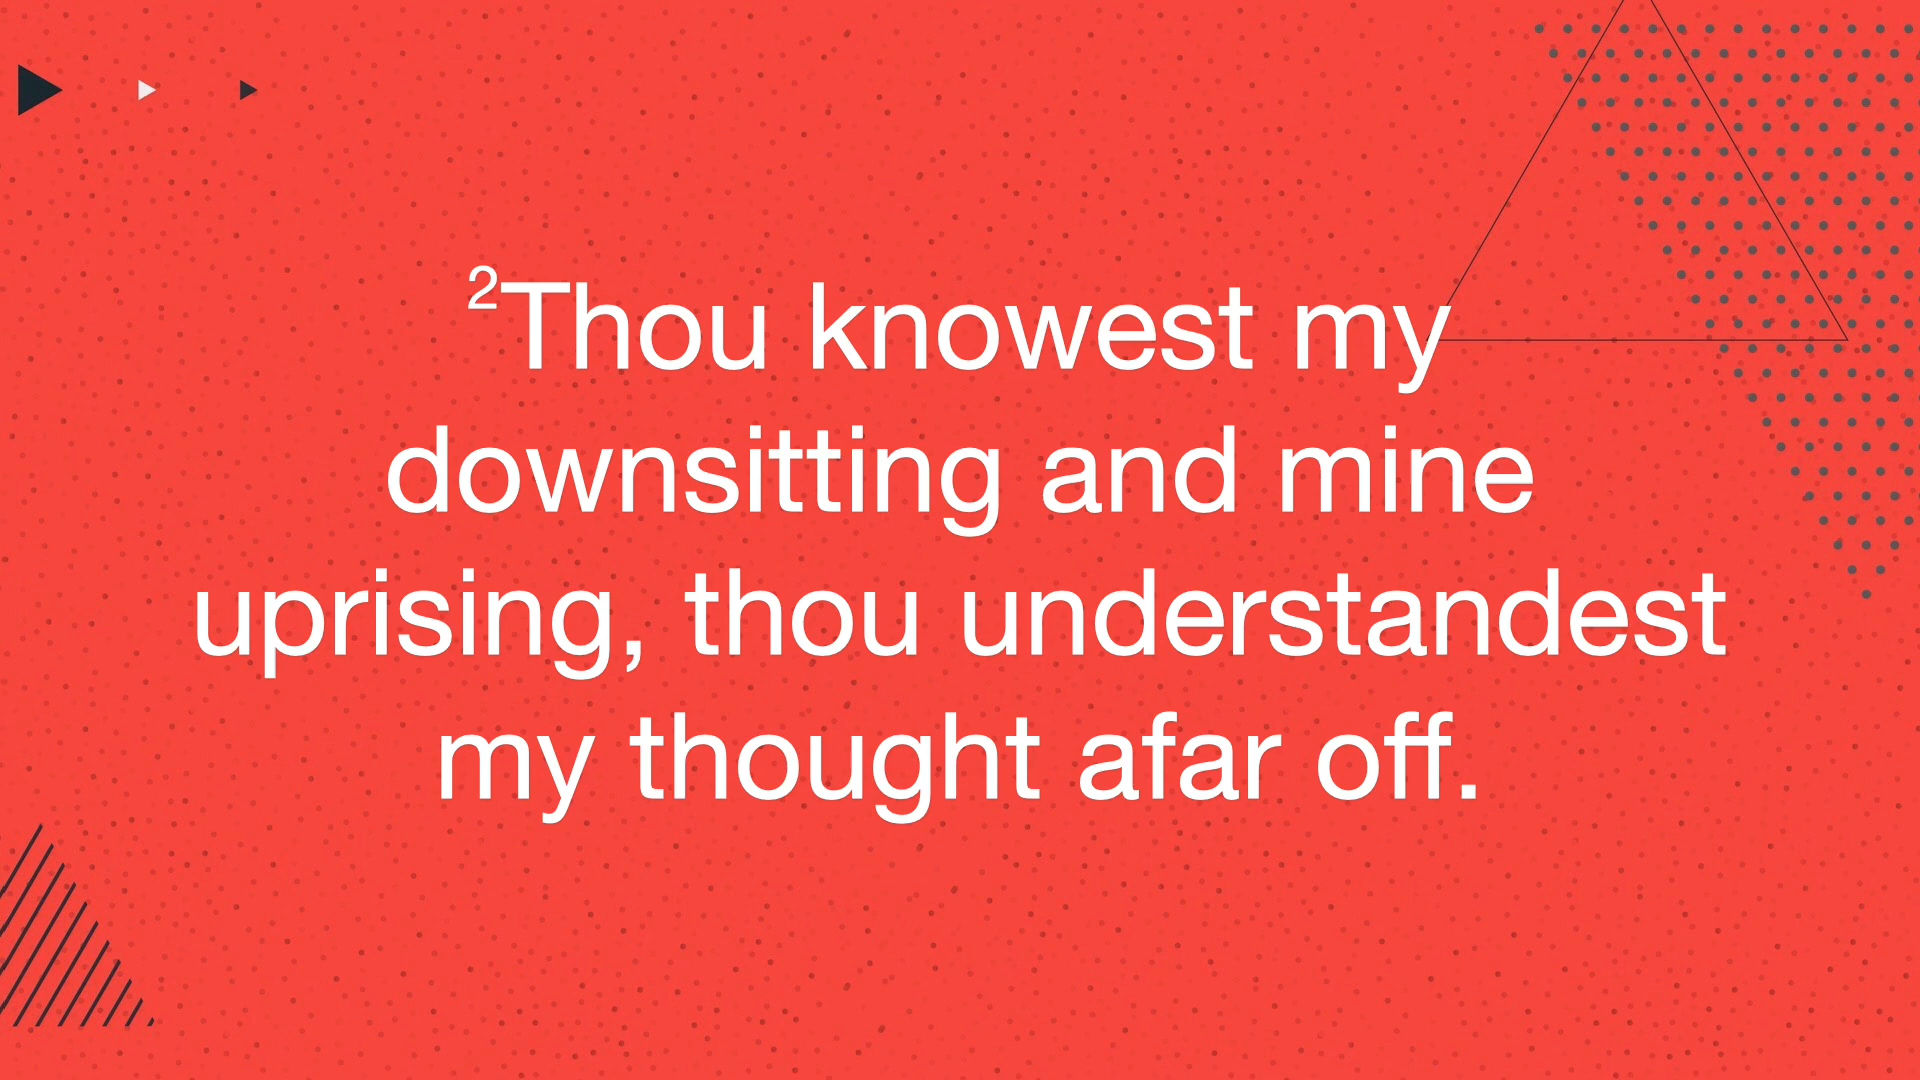 ²Thou knowest my
downsitting and mine
uprising, thou understandest
my thought afar off.